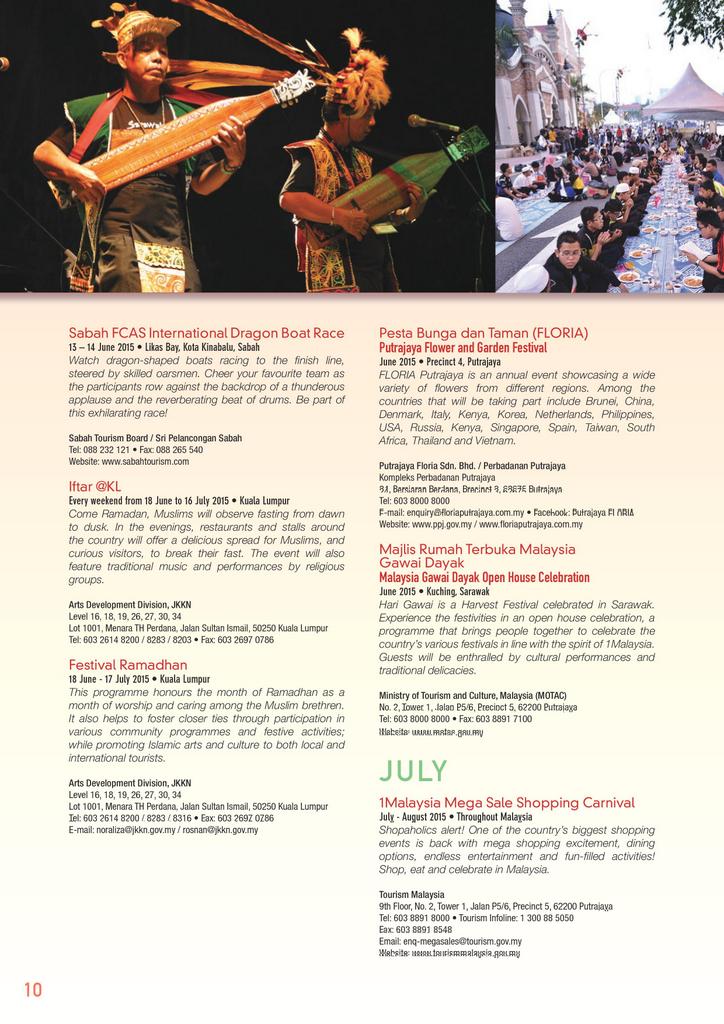 Sarawak
Sabah FCAS International Dragon Boat Race
13 – 14 June 2015 • Likas Bay, Kota Kinabalu, Sabah
Watch dragon-shaped boats racing to the finish line,
steered by skilled oarsmen. Cheer your favourite team as
the participants row against the backdrop of a thunderous
applause and the reverberating beat of drums. Be part of
this exhilarating race!
Sabah Tourism Board / Sri Pelancongan Sabah
Tel: 088 232 121 • Fax: 088 265 540
Website: www.sabahtourism.com
Iftar @KL
Every weekend from 18 June to 16 July 2015 • Kuala Lumpur
Come Ramadan, Muslims will observe fasting from dawn
to dusk. In the evenings, restaurants and stalls around
the country will offer a delicious spread for Muslims, and
curious visitors, to break their fast. The event will also
feature traditional music and performances by religious
groups.
Arts Development Division, JKKN
Level 16, 18, 19, 26, 27, 30, 34
Lot 1001, Menara TH Perdana, Jalan Sultan Ismail, 50250 Kuala Lumpur
Tel: 603 2614 8200 / 8283 / 8203 • Fax: 603 2697 0786
Festival Ramadhan
18 June - 17 July 2015 • Kuala Lumpur
This programme honours the month of Ramadhan as a
month of worship and caring among the Muslim brethren.
It also helps to foster closer ties through participation in
various community programmes and festive activities;
while promoting Islamic arts and culture to both local and
international tourists.
Arts Development Division, JKKN
Level 16, 18, 19, 26, 27, 30, 34
Lot 1001, Menara TH Perdana, Jalan Sultan Ismail, 50250 Kuala Lumpur
Tel: 603 2614 8200 / 8283 / 8316 • Fax: 603 2697 0786
E-mail: noraliza@jkkn.gov.my / rosnan@jkkn.gov.my
Pesta Bunga dan Taman (FLORIA)
Putrajaya Flower and Garden Festival
June 2015 • Precinct 4, Putrajaya
FLORIA Putrajaya is an annual event showcasing a wide
variety of flowers from different regions. Among the
countries that will be taking part include Brunei, China,
Denmark, Italy, Kenya, Korea, Netherlands, Philippines,
USA, Russia, Kenya, Singapore, Spain, Taiwan, South
Africa, Thailand and Vietnam.
Putrajaya Floria Sdn. Bhd. / Perbadanan Putrajaya
Kompleks Perbadanan Putrajaya
Persiaran Perdana, Precinct Putrajaya
Tel: 603 8000 8000
E-mail: enquiry@floriaputrajaya.com.my • Facebook: Putrajaya FLORIA
Website: www.ppj.gov.my / www.floriaputrajaya.com.my
Majlis Rumah Terbuka Malaysia
Gawai Dayak
Malaysia Gawai Dayak Open House Celebration
June 2015 • Kuching, Sarawak
Hari Gawai is a Harvest Festival celebrated in Sarawak.
Experience the festivities in an open house celebration, a
programme that brings people together to celebrate the
country's various festivals in line with the spirit of 1Malaysia.
Guests will be enthralled by cultural performances and
traditional delicacies.
Ministry of Tourism and Culture, Malaysia (MOTAC)
No. 2, Tower 1, Jalan P5/6, Precinct 5, 62200 Putrajaya
Tel: 603 8000 8000 • Fax: 603 8891 7100
Website: www.motac.gov.my
JULY
1Malaysia Mega Sale Shopping Carnival
July - August 2015 • Throughout Malaysia
Shopaholics alert! One of the country's biggest shopping
events is back with mega shopping excitement, dining
options, endless entertainment and fun-filled activities!
Shop, eat and celebrate in Malaysia.
Tourism Malaysia
9th Floor, No. 2, Tower 1, Jalan P5/6, Precinct 5, 62200 Putrajaya
Tel: 603 8891 8000 • Tourism Infoline: 1 300 88 5050
Fax: 603 8891 8548
Email: enq-megasales@tourism.gov.my
Website: www.tourismmalaysia.gov.my
10